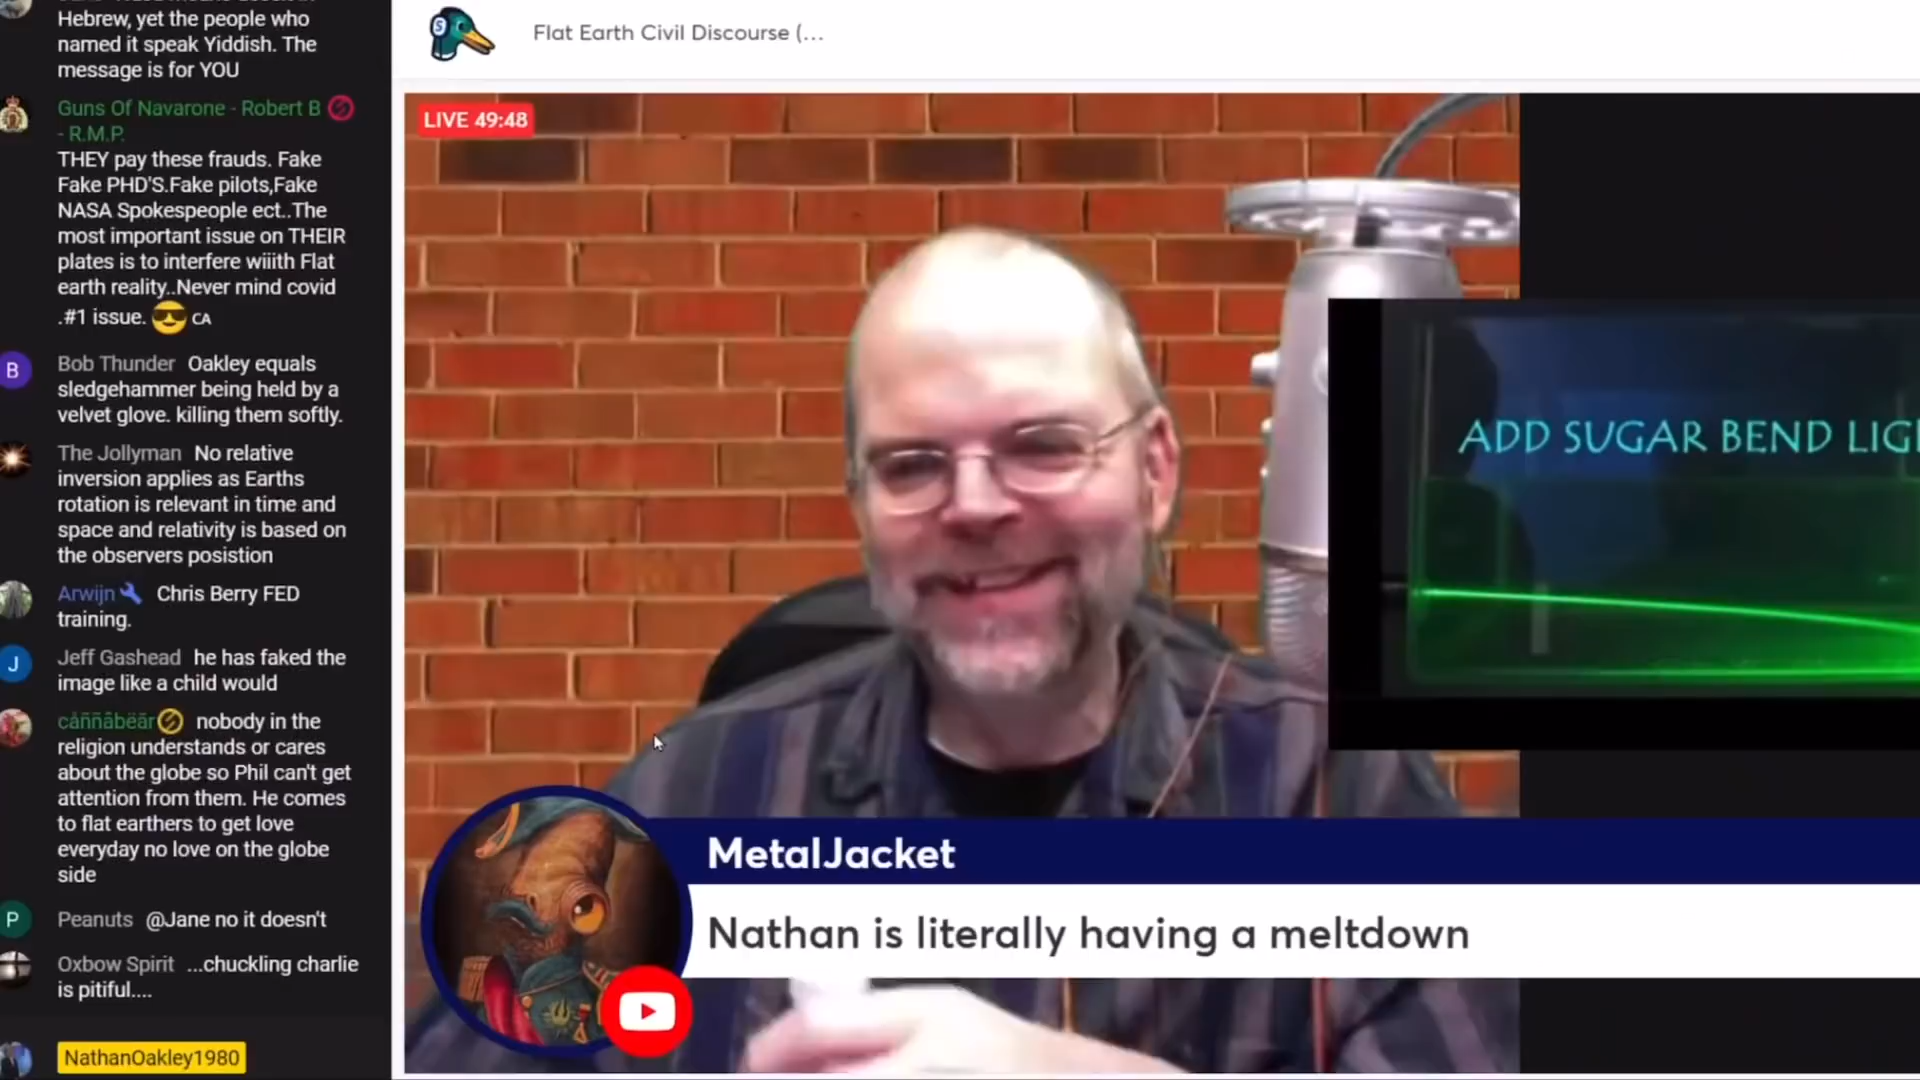 Hebrew, yet the people who
named it speak Yiddish. The
message is for YOU
Guns Of Navarone - Robert B
- R.M.P.
THEY pay these frauds. Fake
Fake PHD'S.Fake pilots,Fake
NASA Spokespeople ect..The
most important issue on THEIR
plates is to interfere wiiith Flat
earth reality..Never mind covid
.#1 issue. 😎 CA
B
Bob Thunder Oakley equals
sledgehammer being held by a
velvet glove. killing them softly.
The Jollyman No relative
inversion applies as Earths
rotation is relevant in time and
space and relativity is based on
the observers posistion
Arwijn Chris Berry FED
training.
J
Jeff Gashead he has faked the
image like a child would
cåññâbëãr nobody in the
religion understands or cares
about the globe so Phil can't get
attention from them. He comes
to flat earthers to get love
everyday no love on the globe
side
P
Peanuts @Jane no it doesn't
Oxbow Spirit ...chuckling charlie
is pitiful....
NathanOakley1980
S
Flat Earth Civil Discourse (...
LIVE 49:48
ADD SUGAR BEND LIG
MetalJacket
Nathan is literally having a meltdown